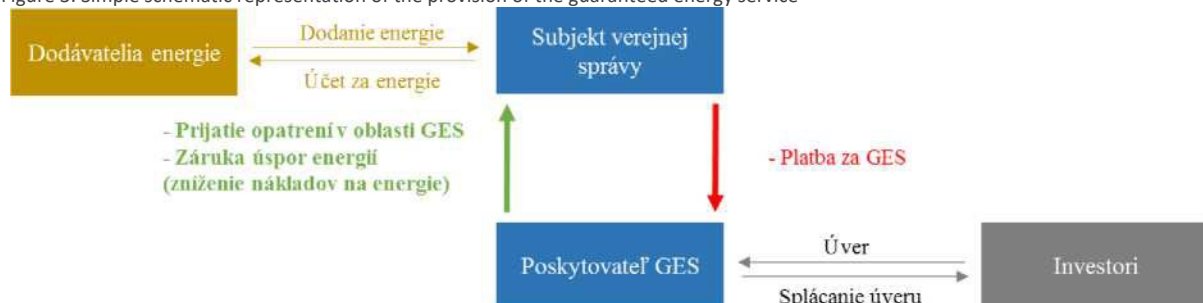 Figure 3: Simple schematic representation of the provision of the guaranteed energy service
Dodávatelia energie
Dodanie energie
Účet za energie
Subjekt verejnej
správy
- Prijatie opatrení v oblasti GES
- Záruka úspor energií
(zníženie nákladov na energie)
- Platba za GES
Poskytovateľ GES
Úver
Splácanie úveru
Investori